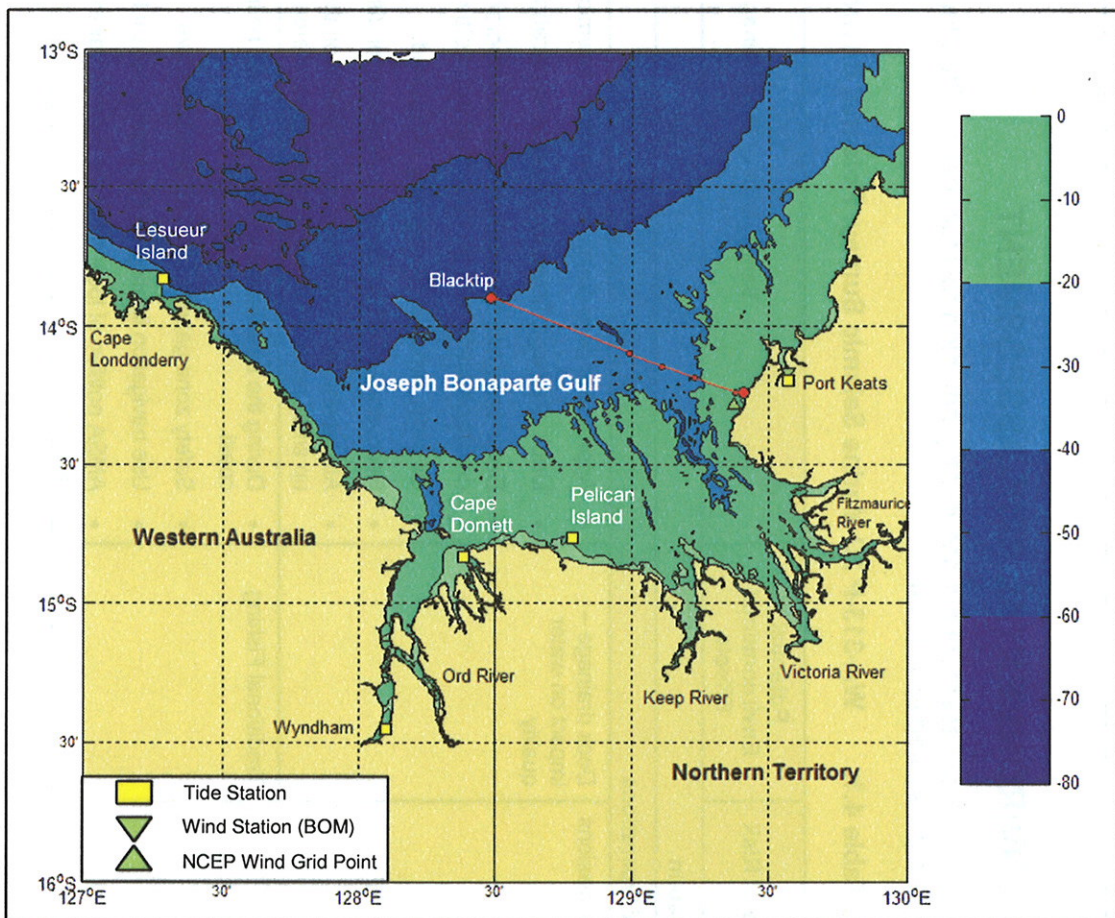 13°S
0
-10
30'
-20
Lesueur
Island
Blacktip
-30
14°S
Cape
Londonderry
Port Keats
Joseph Bonaparte Gulf
-40
30'
Cape
Domett
Pelican
Island
Fitzmaurice
River
-50
Western Australia
15°S
-60
Ord River
Keep River
Victoria River
-70
Wyndham
30'
Northern Territory
-80
Tide Station
Wind Station (BOM)
NCEP Wind Grid Point
16°S
127°E
30'
128°E
30'
129°E
30'
130°E